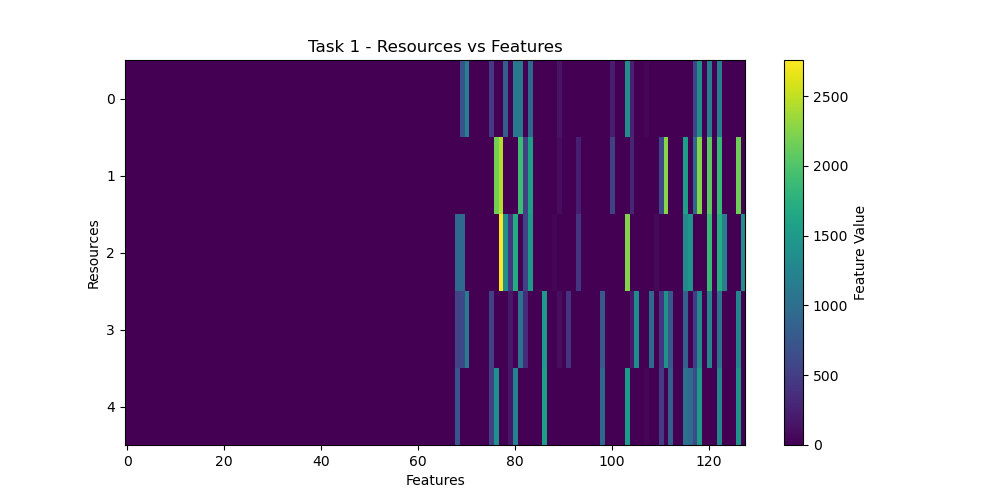 Task 1 - Resources vs Features
Resources
0
1
2
3
4
0 20 40 60 80 100 120
Features
2500
2000
1500
1000
500
0
Feature Value